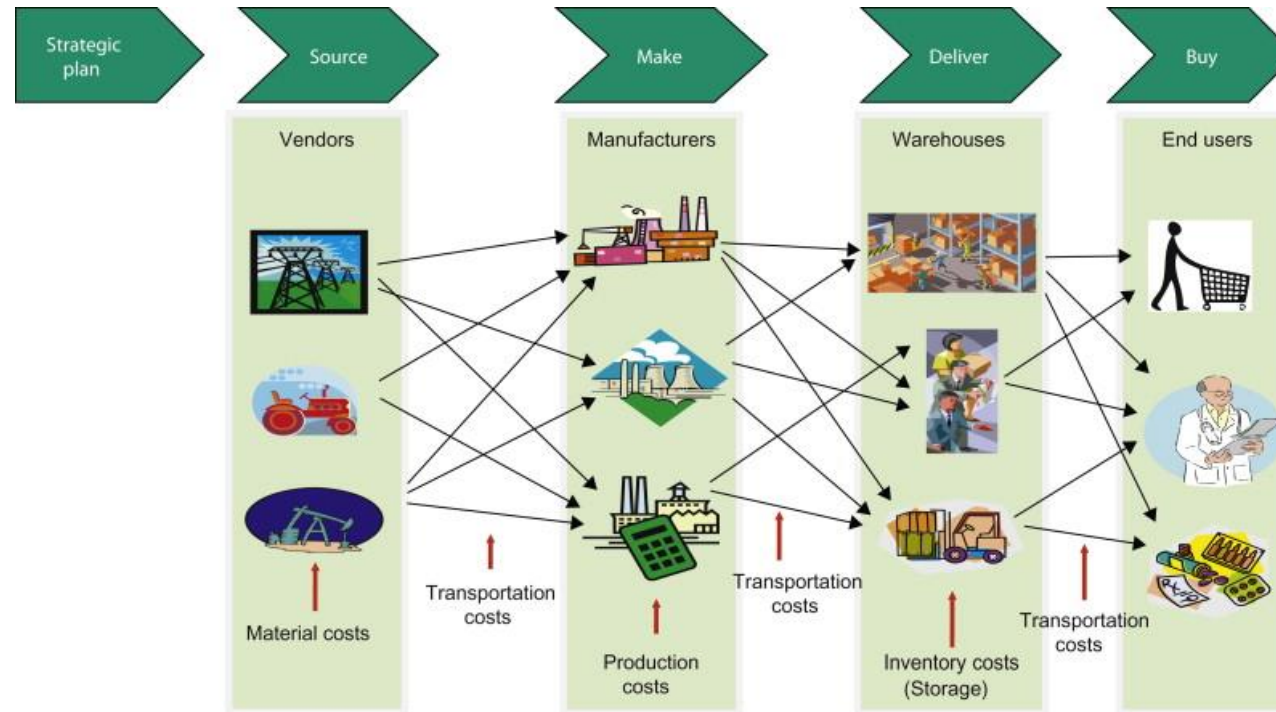 Strategic
plan
Source
Make
Deliver
Buy
Vendors
Manufacturers
Warehouses
End users
Material costs
Transportation
costs
Production
costs
Transportation
costs
Inventory costs
(Storage)
Transportation
costs